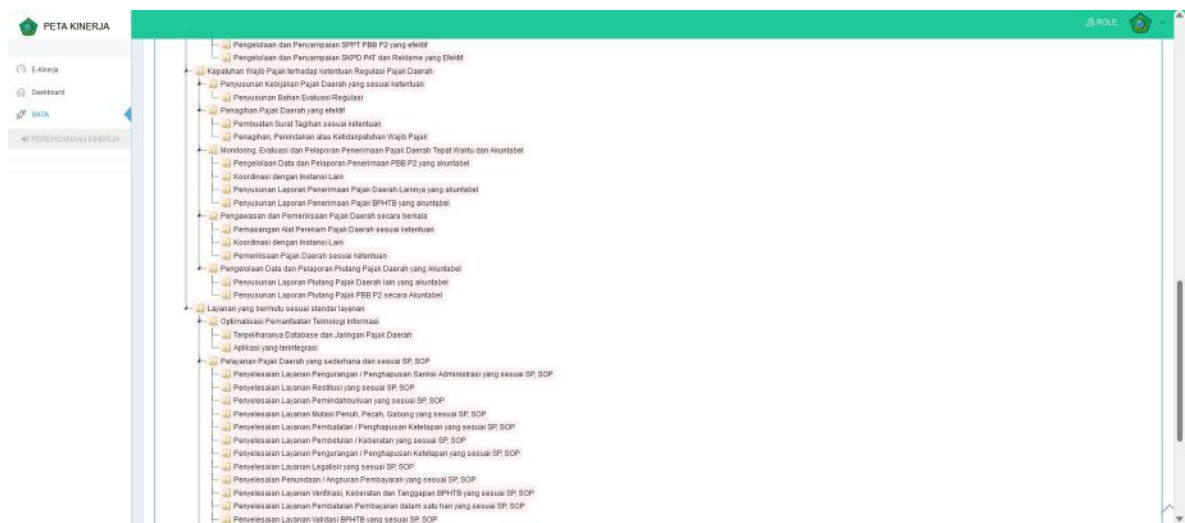 PETA KINERJA
ROLE
E-Kinerja
Dashboard
DATA
PERENCANAAN KINERJA
Pengelolaan dan Penyampaian SPPT PBB P2 yang efektif
Pengelolaan dan Penyampaian SKPD PAT dan Reklame yang Efektif
Kepatuhan Wajib Pajak terhadap ketentuan Regulasi Pajak Daerah
Penyusunan Kebijakan Pajak Daerah yang sesuai ketentuan
Penyusunan Bahan Evaluasi Regulasi
Penagihan Pajak Daerah yang efektif
Pembuatan Surat Tagihan sesuai ketentuan
Penagihan, Penindakan atas Ketidakpatuhan Wajib Pajak
Monitoring, Evaluasi dan Pelaporan Penerimaan Pajak Daerah Tepat Waktu dan Akuntabel
Pengelolaan Data dan Pelaporan Penerimaan PBB P2 yang akuntabel
Koordinasi dengan Instansi Lain
Penyusunan Laporan Penerimaan Pajak Daerah Lainnya yang akuntabel
Penyusunan Laporan Penerimaan Pajak BPHTB yang akuntabel
Pengawasan dan Pemeriksaan Pajak Daerah secara berkala
Pemasangan Alat Perekam Pajak Daerah sesuai ketentuan
Koordinasi dengan Instansi Lain
Pemeriksaan Pajak Daerah sesuai ketentuan
Pengelolaan Data dan Pelaporan Piutang Pajak Daerah yang Akuntabel
Penyusunan Laporan Piutang Pajak Daerah lain yang akuntabel
Penyusunan Laporan Piutang Pajak PBB P2 secara Akuntabel
Layanan yang bermutu sesuai standar layanan
Optimalisasi Pemanfaatan Teknologi Informasi
Terpeliharanya Database dan Jaringan Pajak Daerah
Aplikasi yang terintegrasi
Pelayanan Pajak Daerah yang sederhana dan sesuai SP, SOP
Penyelesaian Layanan Pengurangan / Penghapusan Sanksi Administrasi yang sesuai SP, SOP
Penyelesaian Layanan Restitusi yang sesuai SP, SOP
Penyelesaian Layanan Pemindahbukuan yang sesuai SP, SOP
Penyelesaian Layanan Mutasi Penuh, Pecah, Gabung yang sesuai SP, SOP
Penyelesaian Layanan Pembatalan / Penghapusan Ketetapan yang sesuai SP, SOP
Penyelesaian Layanan Pembetulan / Keberatan yang sesuai SP, SOP
Penyelesaian Layanan Pengurangan / Penghapusan Ketetapan yang sesuai SP, SOP
Penyelesaian Layanan Legalisir yang sesuai SP, SOP
Penyelesaian Penundaan / Angsuran Pembayaran yang sesuai SP, SOP
Penyelesaian Layanan Verifikasi, Keberatan dan Tanggapan BPHTB yang sesuai SP, SOP
Penyelesaian Layanan Pembatalan Pembayaran dalam satu hari yang sesuai SP, SOP
Penyelesaian Layanan Validasi BPHTB yang sesuai SP, SOP